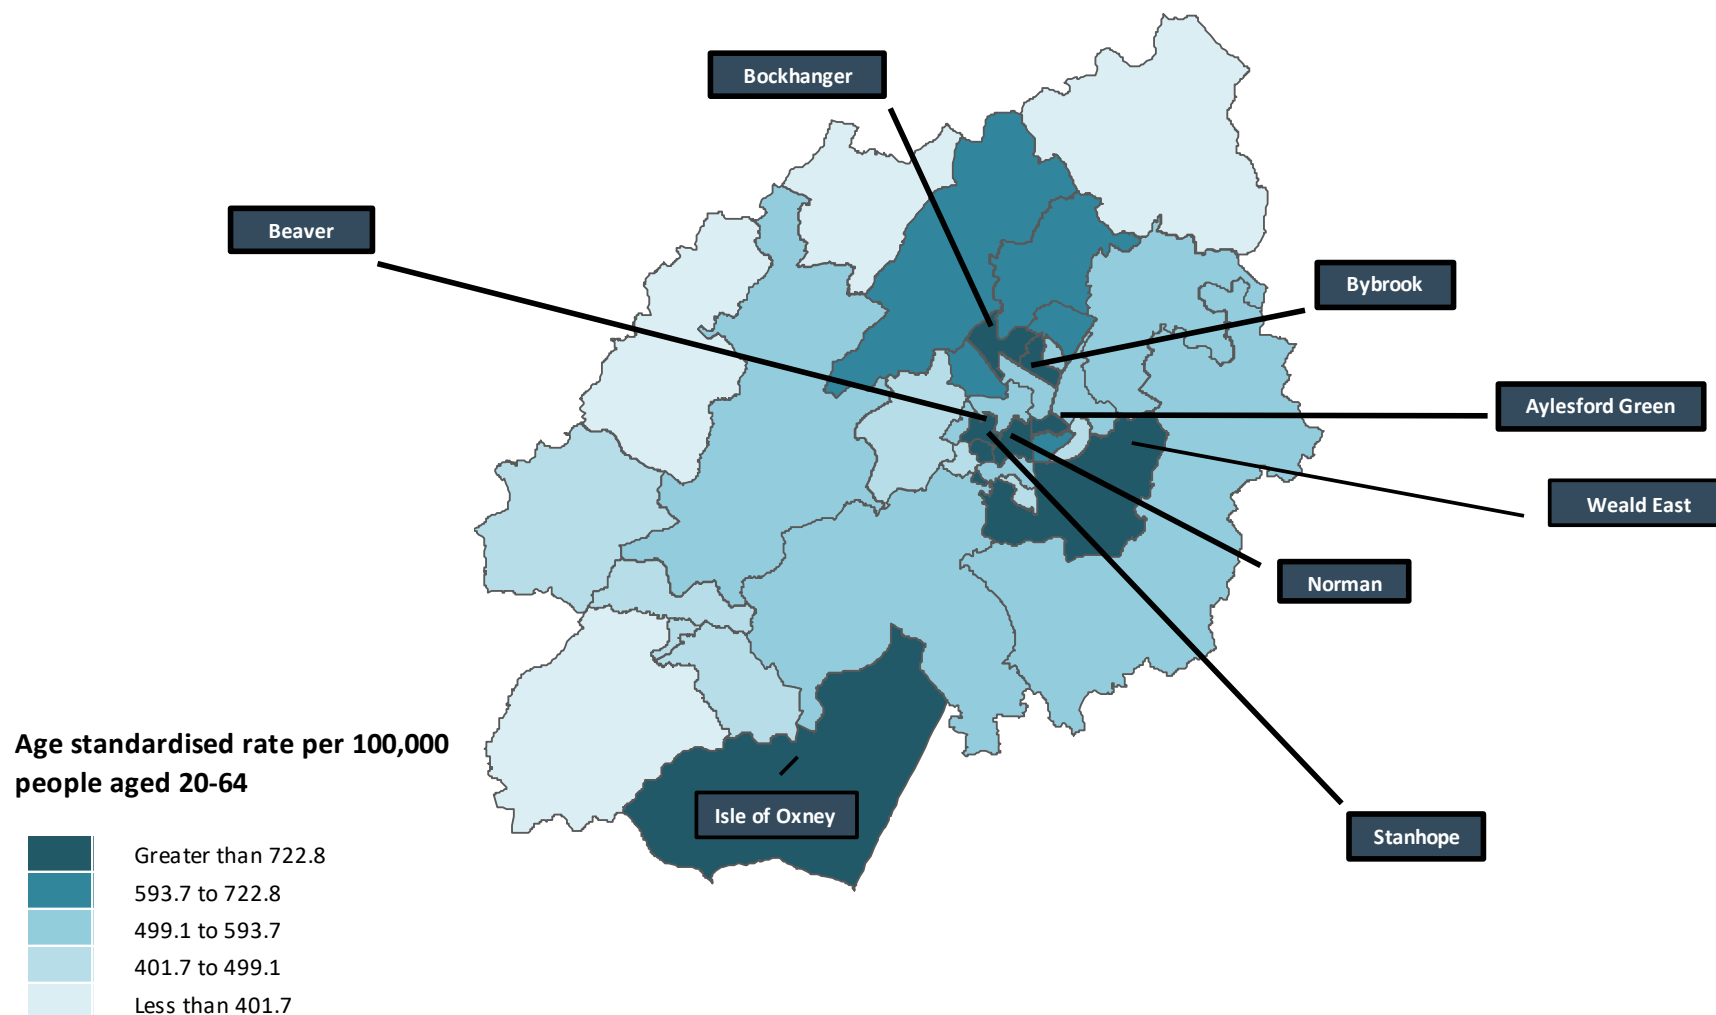 Bockhanger
Beaver
Bybrook
Aylesford Green
Weald East
Norman
Isle of Oxney
Stanhope
Age standardised rate per 100,000
people aged 20-64
Greater than 722.8
593.7 to 722.8
499.1 to 593.7
401.7 to 499.1
Less than 401.7